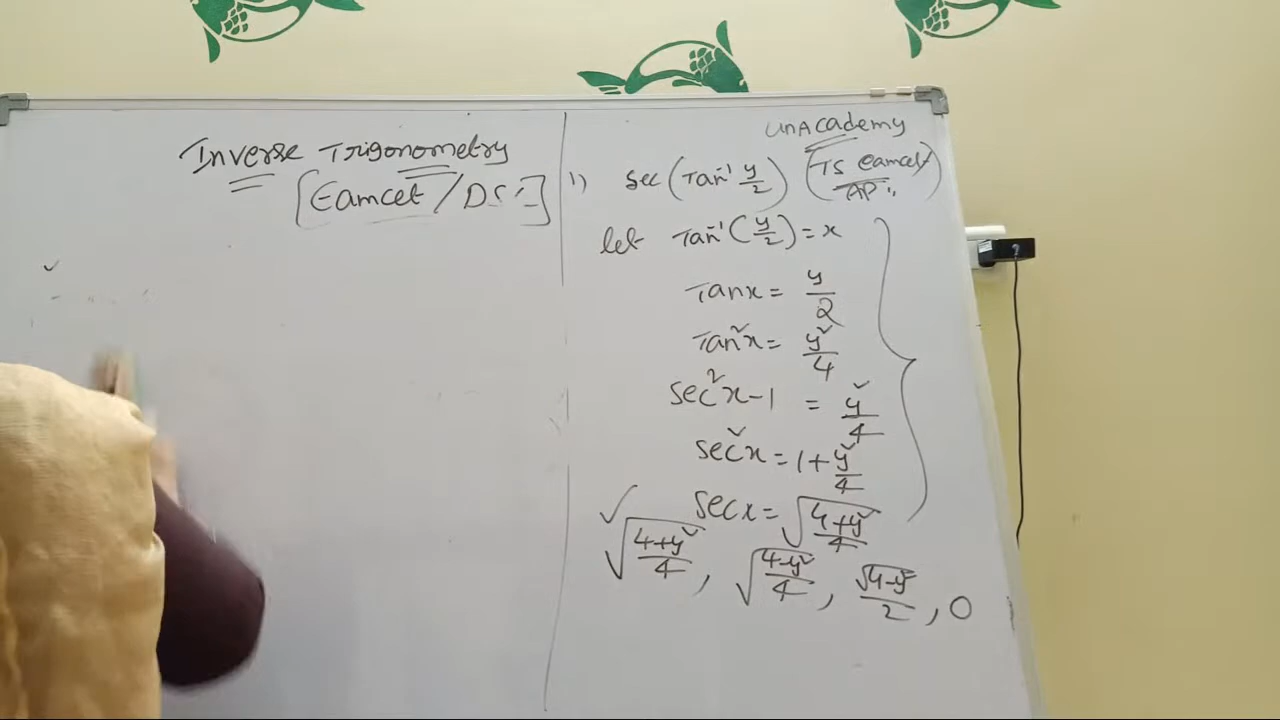 Inverse Trigonometry
[Eamcet / DSC]
unAcademy
1) sec(Tan⁻¹ y/2) (TS eamcet/
AP)
let Tan⁻¹(y/2) = x
Tanx = y/2
Tan²x = y²/4
sec²x-1 = y²/4
sec²x = 1+y²/4
secx = √((4+y²)/4)
√((4+y²)/4), √((4-y²)/4), √(4-y²)/2, 0